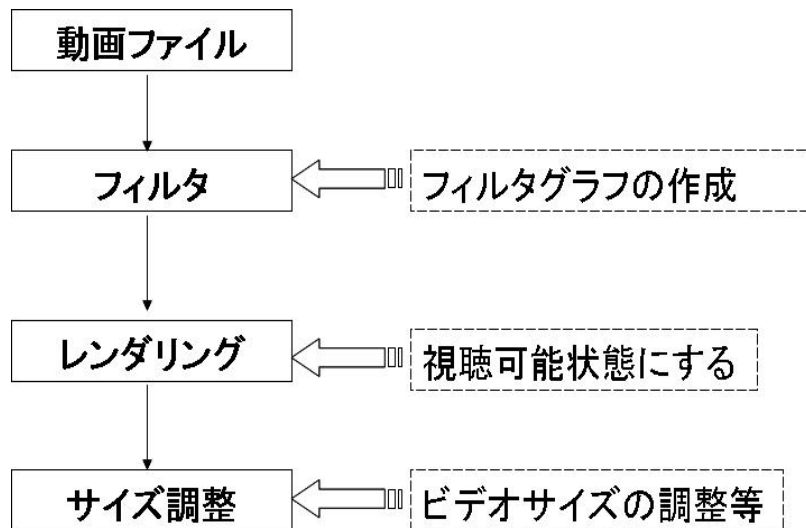 動画ファイル
フィルタ
フィルタグラフの作成
レンダリング
視聴可能状態にする
サイズ調整
ビデオサイズの調整等